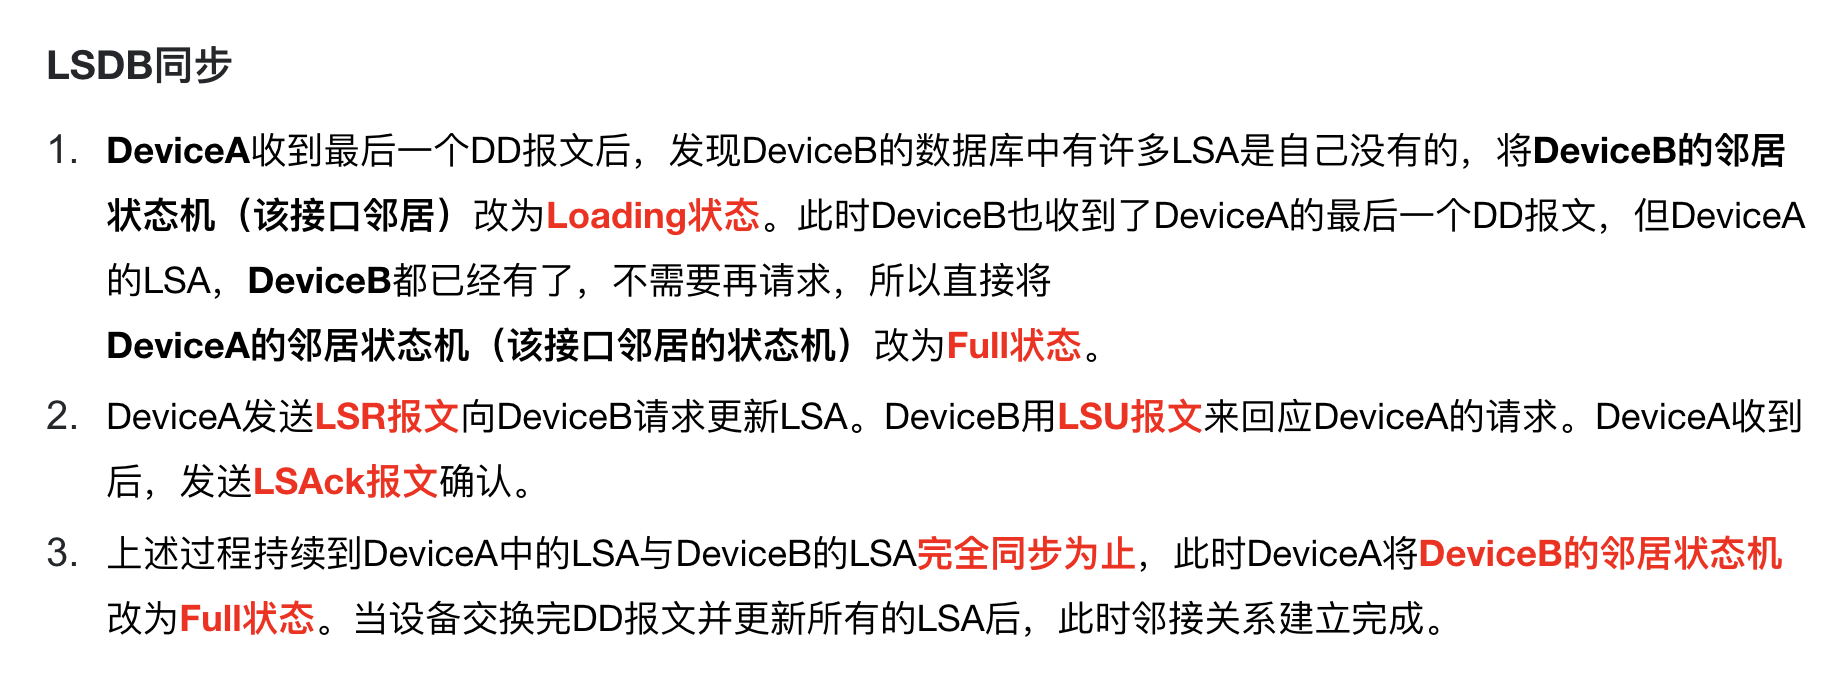 LSDB同步
1. DeviceA收到最后一个DD报文后，发现DeviceB的数据库中有许多LSA是自己没有的，将DeviceB的邻居
状态机（该接口邻居）改为Loading状态。此时DeviceB也收到了DeviceA的最后一个DD报文，但DeviceA
的LSA，DeviceB都已经有了，不需要再请求，所以直接将
DeviceA的邻居状态机（该接口邻居的状态机）改为Full状态。
2. DeviceA发送LSR报文向DeviceB请求更新LSA。DeviceB用LSU报文来回应DeviceA的请求。DeviceA收到
后，发送LSAck报文确认。
3. 上述过程持续到DeviceA中的LSA与DeviceB的LSA完全同步为止，此时DeviceA将DeviceB的邻居状态机
改为Full状态。当设备交换完DD报文并更新所有的LSA后，此时邻接关系建立完成。